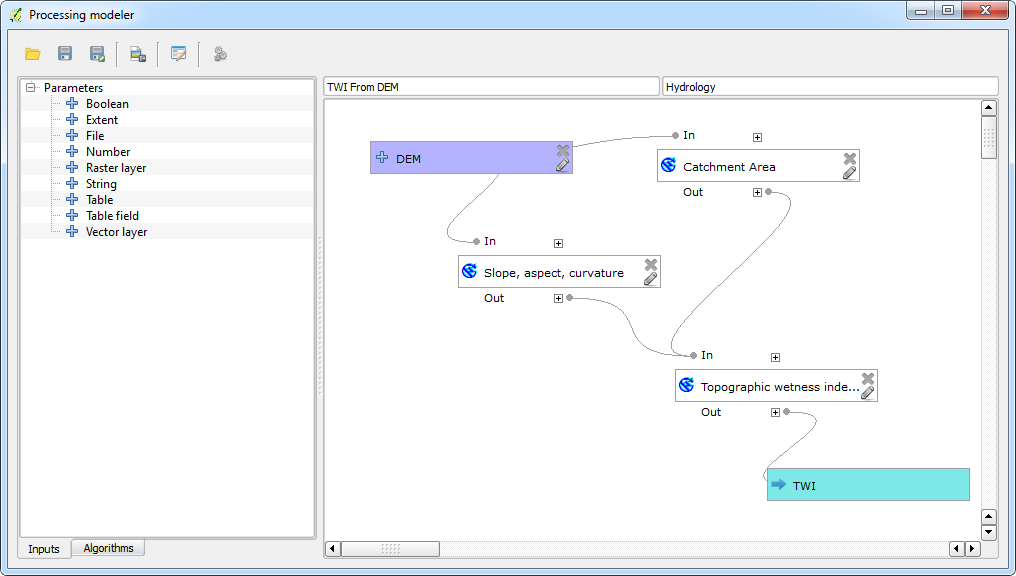 Processing modeler
TWI From DEM
Hydrology
Parameters
Boolean
Extent
File
Number
Raster layer
String
Table
Table field
Vector layer
Inputs
Algorithms
DEM
In
Catchment Area
Out
In
Slope, aspect, curvature
Out
In
Topographic wetness inde...
Out
TWI